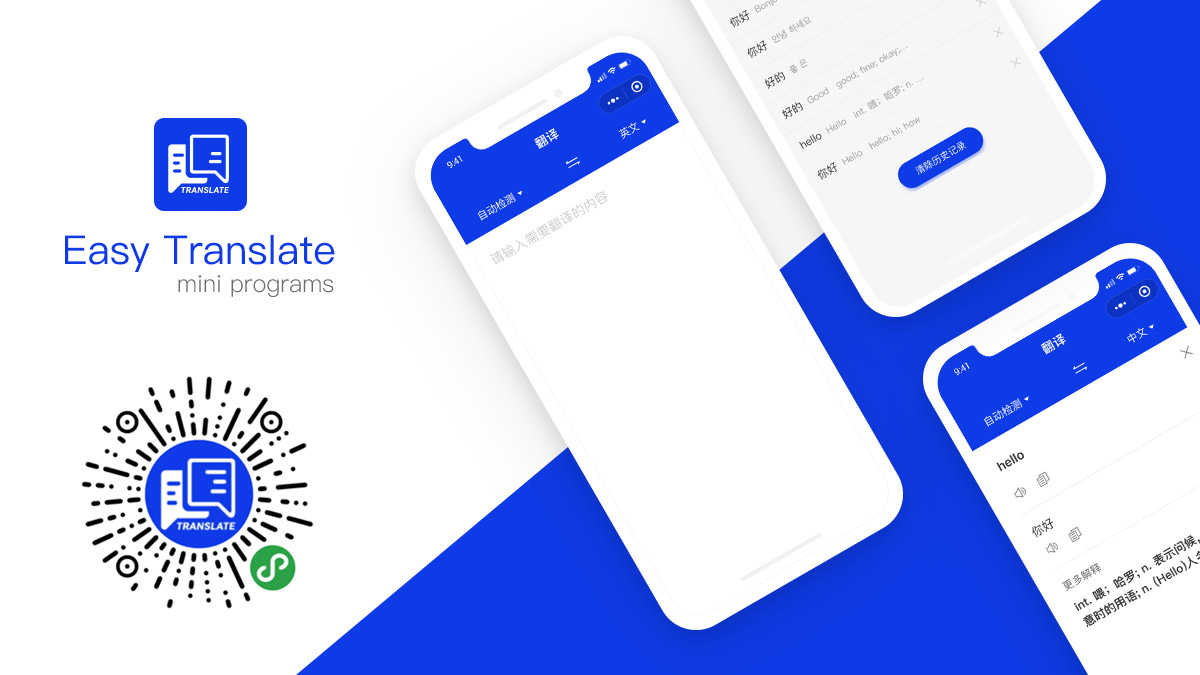 TRANSLATE
Easy Translate
mini programs
TRANSLATE
9:41
翻译
自动检测
英文
请输入需要翻译的内容
你好 Bonjo
你好 안녕 하세요
好的 좋 은
好的 Good good; fine; okay;...
hello Hello int. 喂；哈罗; n. ...
你好 Hello hello; hi; how
清除历史记录
9:41
翻译
自动检测
中文
hello
你好
更多解释
int. 喂；哈罗; n. 表示问候，
意时的用语; n. (Hello)人名